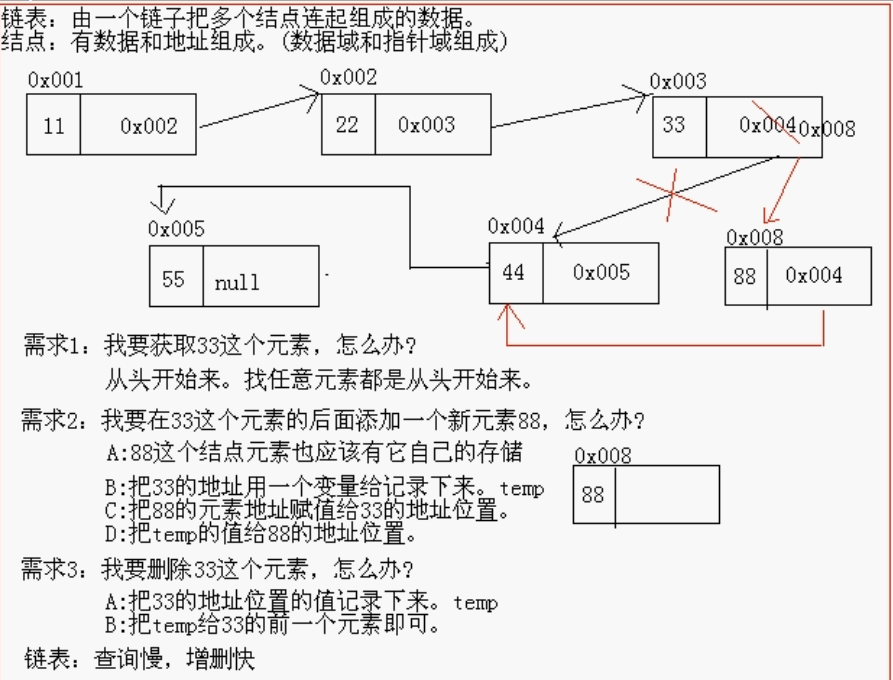 链表：由一个链子把多个结点连起组成的数据。
结点：有数据和地址组成。(数据域和指针域组成)
0x001 0x002 0x003
11 0x002 22 0x003 33 0x004 0x008
0x005 0x004 0x008
55 null 44 0x005 88 0x004
需求1：我要获取33这个元素，怎么办?
从头开始来。找任意元素都是从头开始来。
需求2：我要在33这个元素的后面添加一个新元素88，怎么办?
A:88这个结点元素也应该有它自己的存储
0x008
88
B:把33的地址用一个变量给记录下来。temp
C:把88的元素地址赋值给33的地址位置。
D:把temp的值给88的地址位置。
需求3：我要删除33这个元素，怎么办?
A:把33的地址位置的值记录下来。temp
B:把temp给33的前一个元素即可。
链表：查询慢，增删快